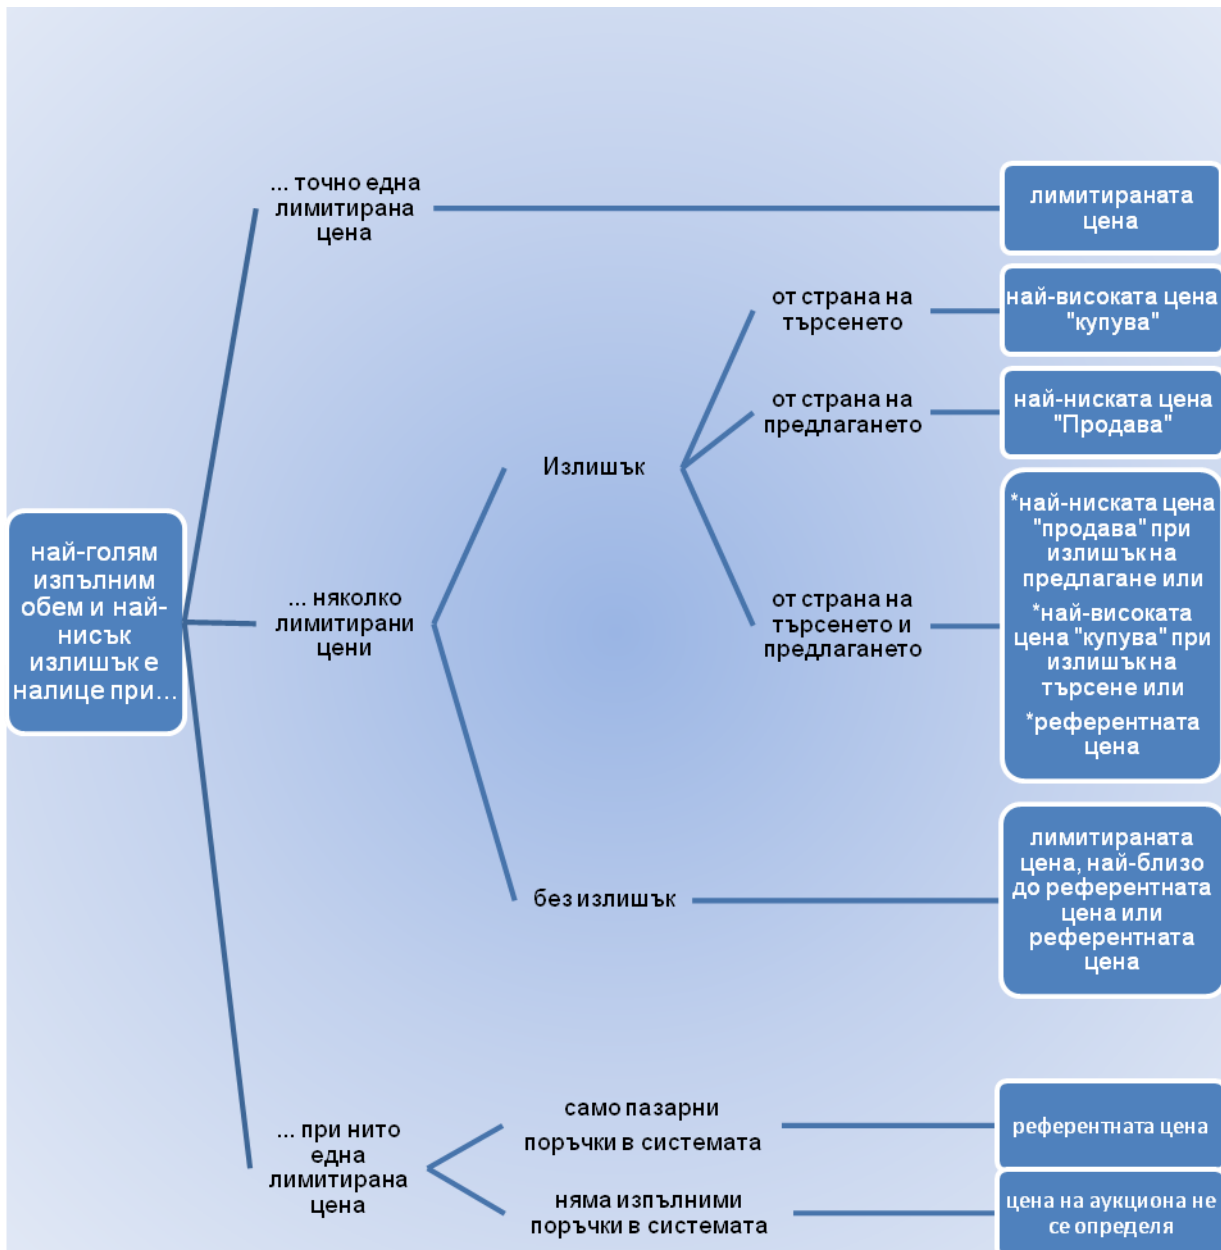 ... точно една
лимитирана
цена
лимитираната
цена
от страна на
търсенето
най-високата цена
"купува"
от страна на
предлагането
най-ниската цена
"Продава"
Излишък
най-голям
изпълним
обем и най-
нисък
излишък е
налице при...
... няколко
лимитирани
цени
от страна на
търсенето и
предлагането
*най-ниската цена
"продава" при
излишък на
предлагане или
*най-високата
цена "купува" при
излишък на
търсене или
*референтната
цена
без излишък
лимитираната
цена, най-близо
до референтната
цена или
референтната
цена
... при нито
една
лимитирана
цена
само пазарни
поръчки в системата
референтната цена
няма изпълними
поръчки в системата
цена на аукциона не
се определя